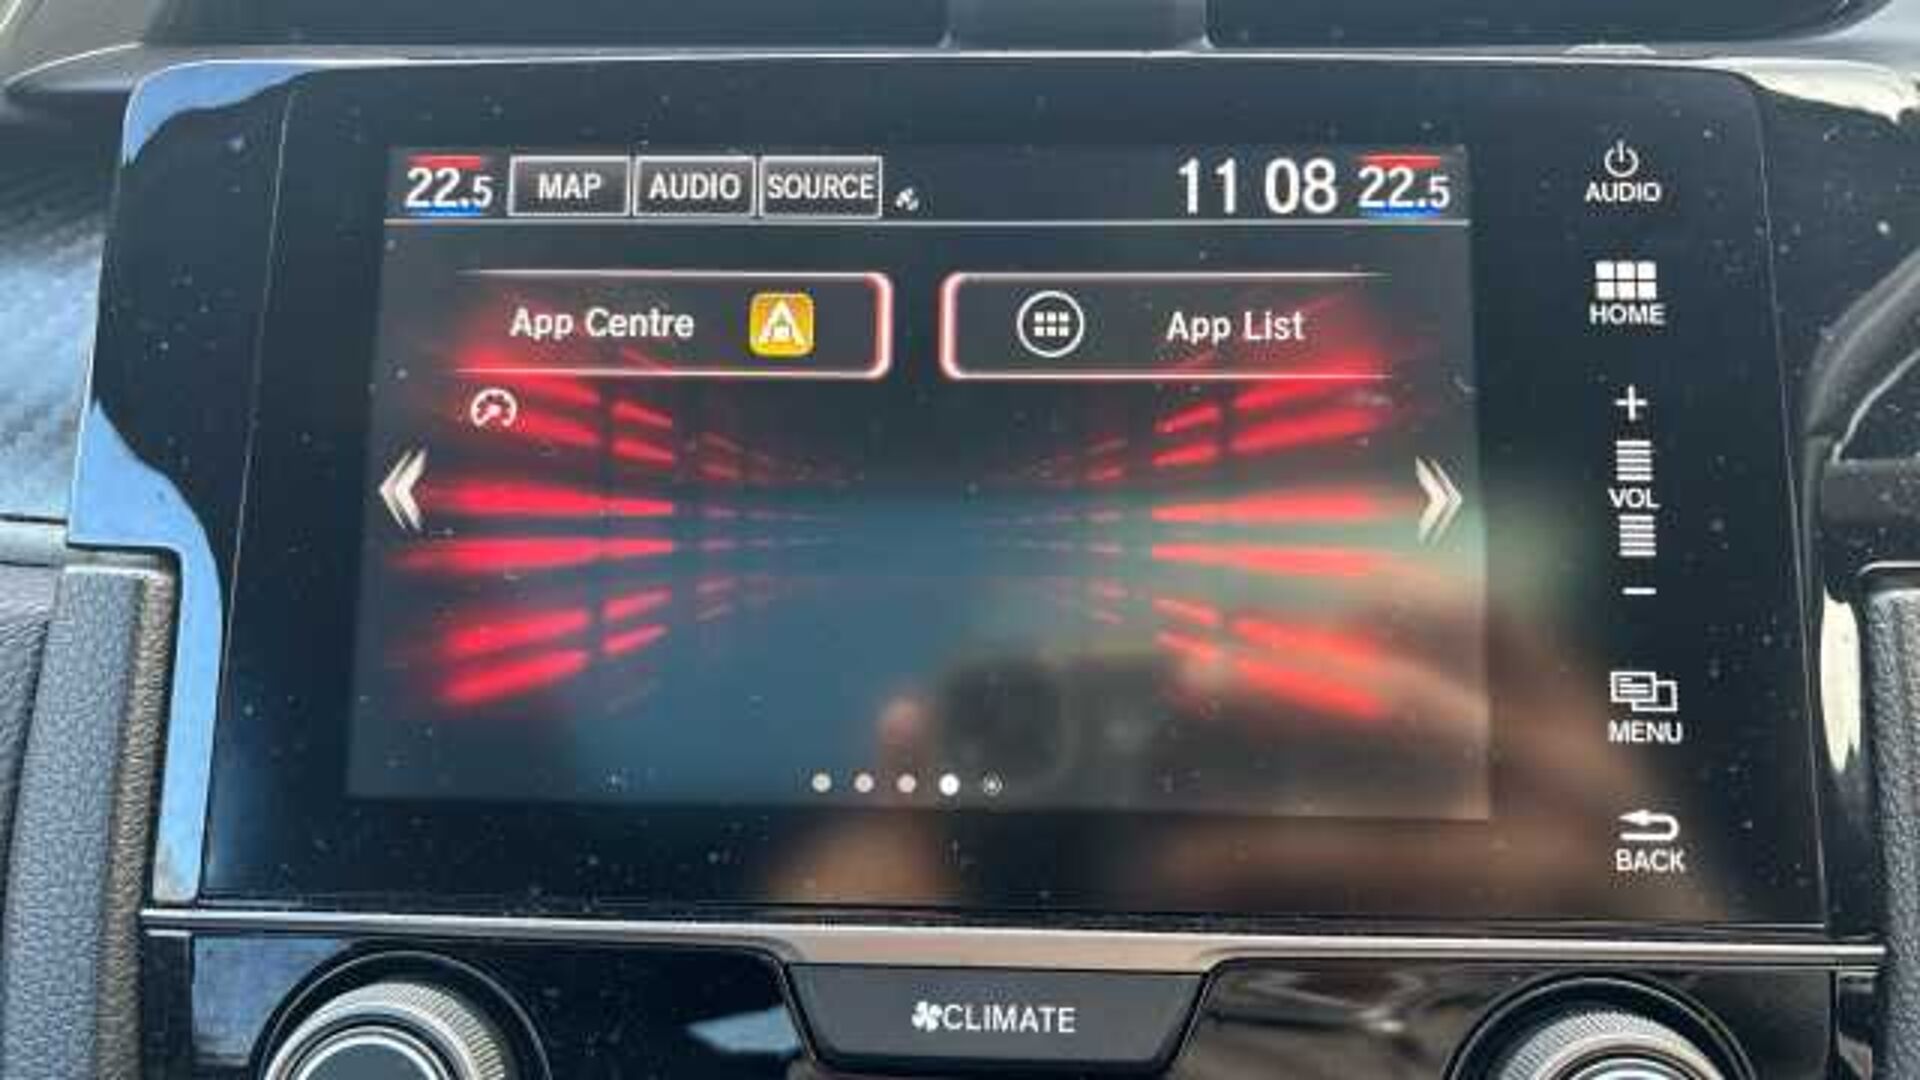 22.5 MAP AUDIO SOURCE 11 08 22.5
App Centre App List
AUDIO
HOME
+
VOL
−
MENU
BACK
CLIMATE